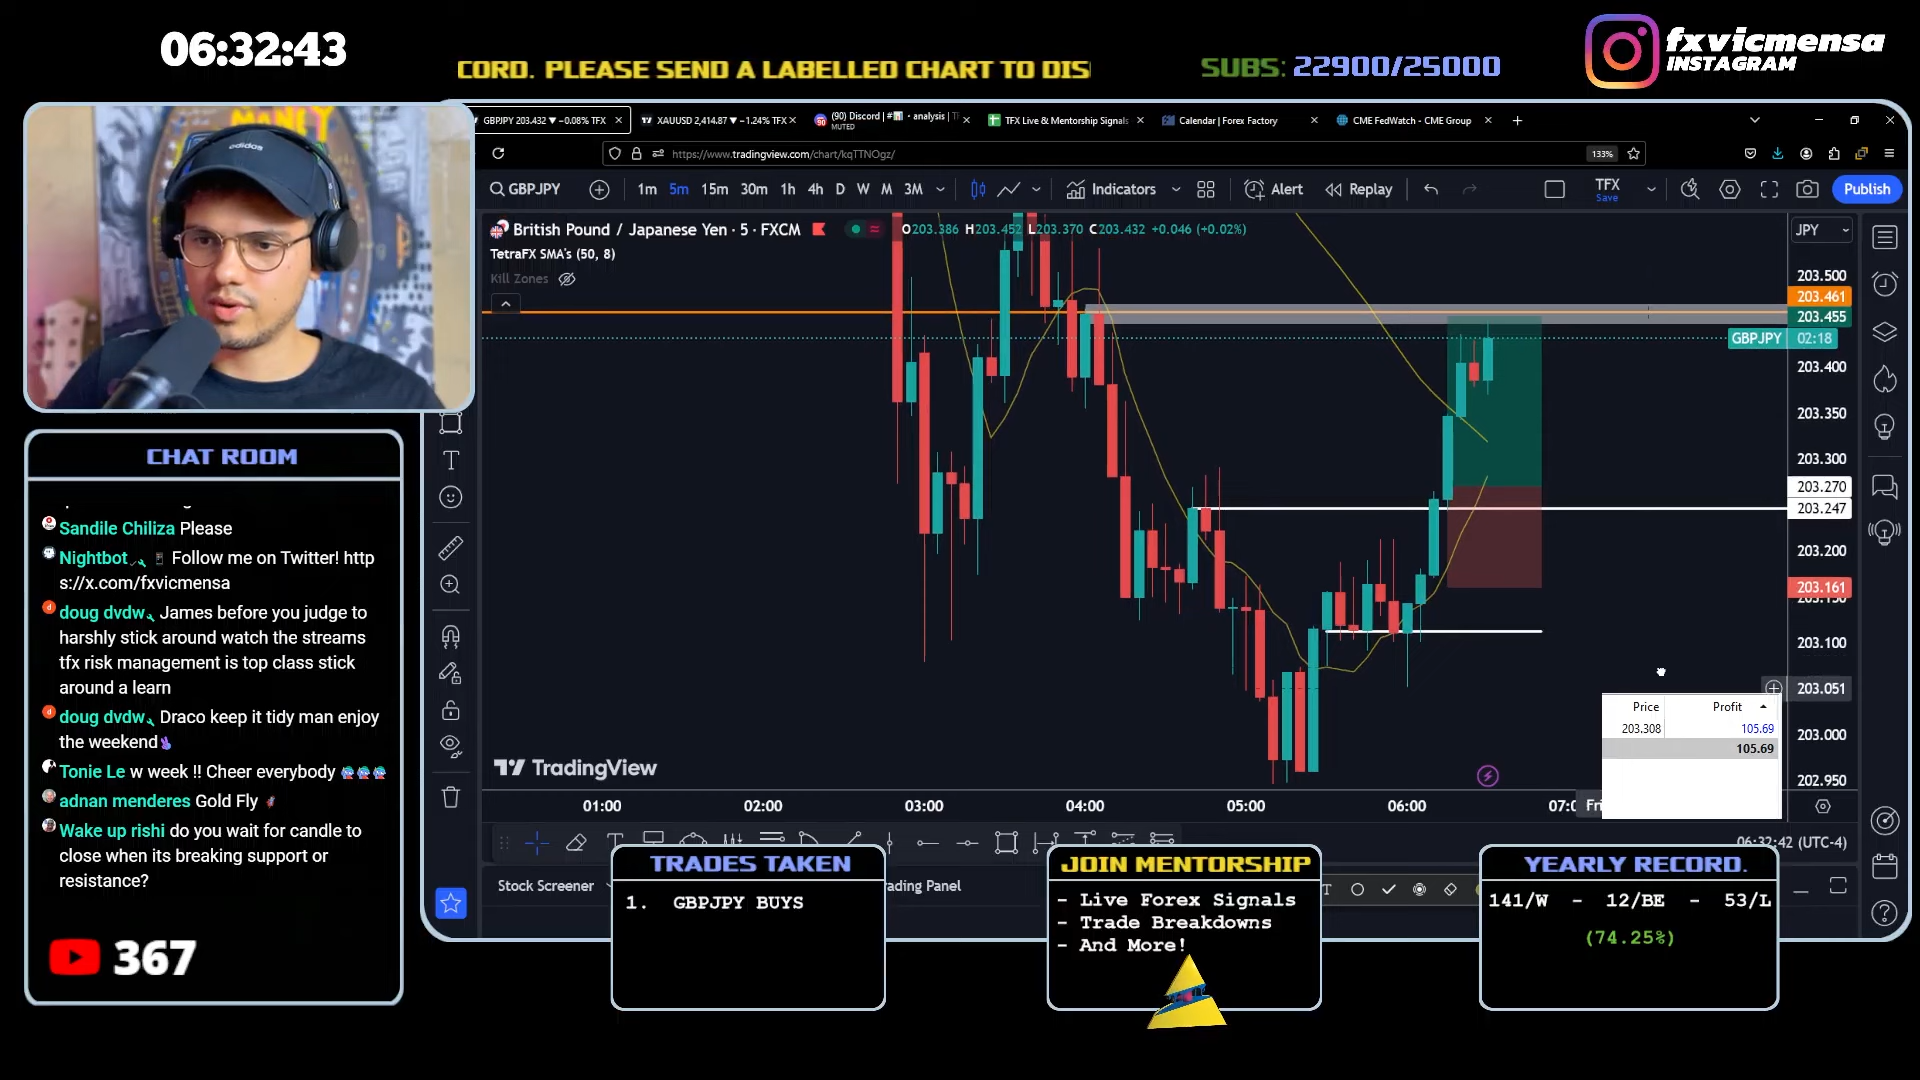 06:32:43
CORD. PLEASE SEND A LABELLED CHART TO DIS
SUBS: 22900/25000
fxvicmensa
INSTAGRAM
adidas
GBPJPY 203.432 ▼ −0.08% TFX
XAUUSD 2,414.87 ▼ −1.24% TFX
(90) Discord | #📊・analysis | T
MUTED
TFX Live & Mentorship Signals
Calendar | Forex Factory
CME FedWatch - CME Group
https://www.tradingview.com/chart/kqTTNOgz/
133%
GBPJPY
1m 5m 15m 30m 1h 4h D W M 3M
Indicators
Alert
Replay
TFX
Save
Publish
British Pound / Japanese Yen · 5 · FXCM
O203.386 H203.452 L203.370 C203.432 +0.046 (+0.02%)
TetraFX SMA's (50, 8)
Kill Zones
JPY
203.500
203.461
203.455
GBPJPY 02:18
203.400
203.350
203.300
203.270
203.247
203.200
203.161
203.100
203.051
203.000
202.950
Price Profit
203.308 105.69
105.69
TradingView
01:00 02:00 03:00 04:00 05:00 06:00 07:0 Fri
06:32:42 (UTC-4)
Stock Screener
rading Panel
CHAT ROOM
Sandile Chiliza Please
Nightbot Follow me on Twitter! http
s://x.com/fxvicmensa
doug dvdw James before you judge to
harshly stick around watch the streams
tfx risk management is top class stick
around a learn
doug dvdw Draco keep it tidy man enjoy
the weekend
Tonie Le w week !! Cheer everybody
adnan menderes Gold Fly
Wake up rishi do you wait for candle to
close when its breaking support or
resistance?
367
TRADES TAKEN
1. GBPJPY BUYS
JOIN MENTORSHIP
- Live Forex Signals
- Trade Breakdowns
- And More!
YEARLY RECORD.
141/W - 12/BE - 53/L
(74.25%)